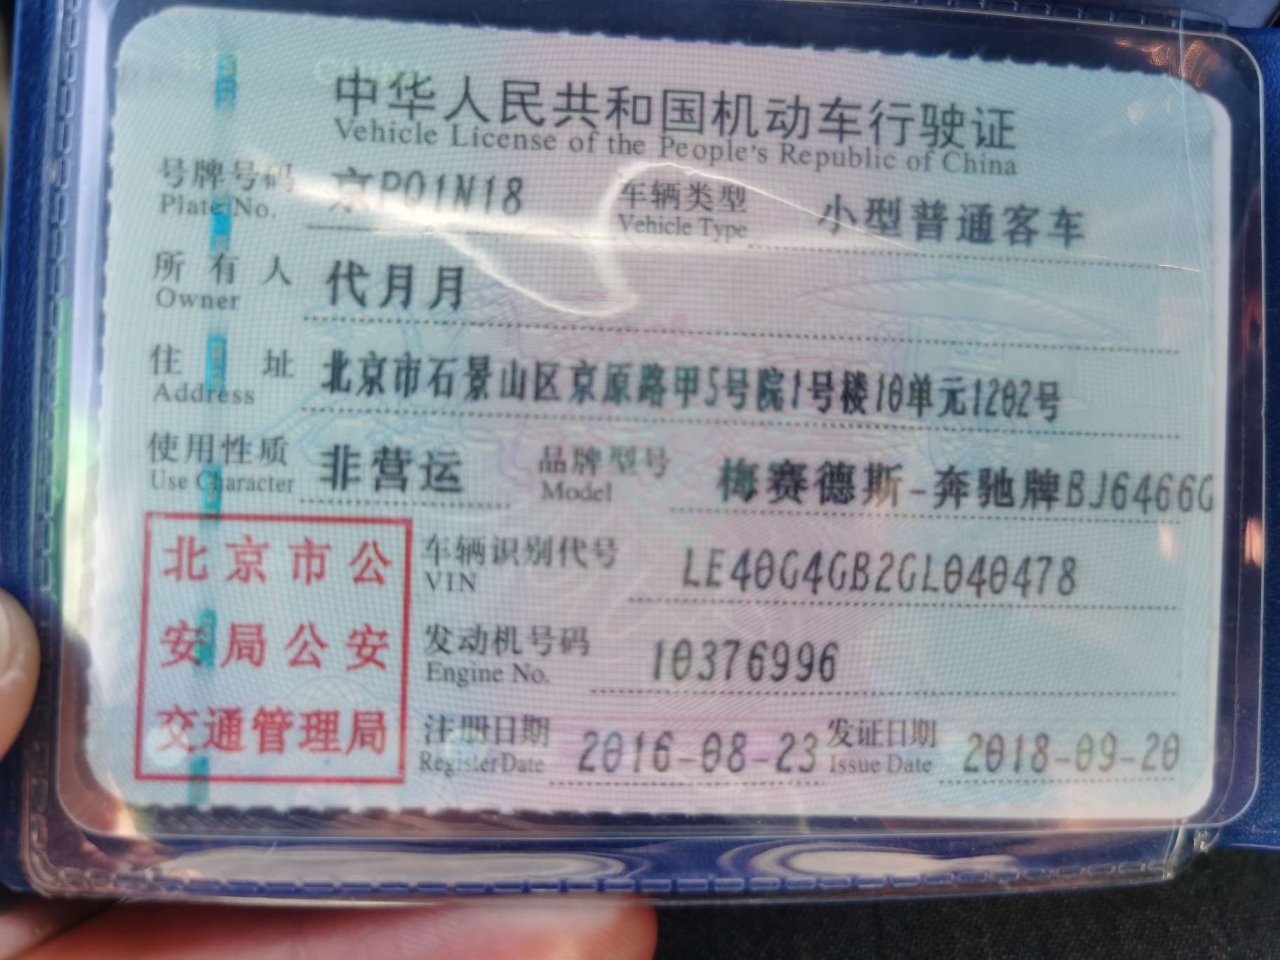 中华人民共和国机动车行驶证
Vehicle License of the People's Republic of China
号牌号码 京PQ1N18 车辆类型 小型普通客车
Plate No. Vehicle Type
所有人 代月月
Owner
住址 北京市石景山区京原路甲5号院1号楼10单元1202号
Address
使用性质 非营运 品牌型号 梅赛德斯-奔驰牌BJ6466G
Use Character Model
北京市公
安局公安
交通管理局
车辆识别代号 LE40G4GB2GL040478
VIN
发动机号码 10376996
Engine No.
注册日期 2016-08-23 发证日期 2018-09-20
Register Date Issue Date